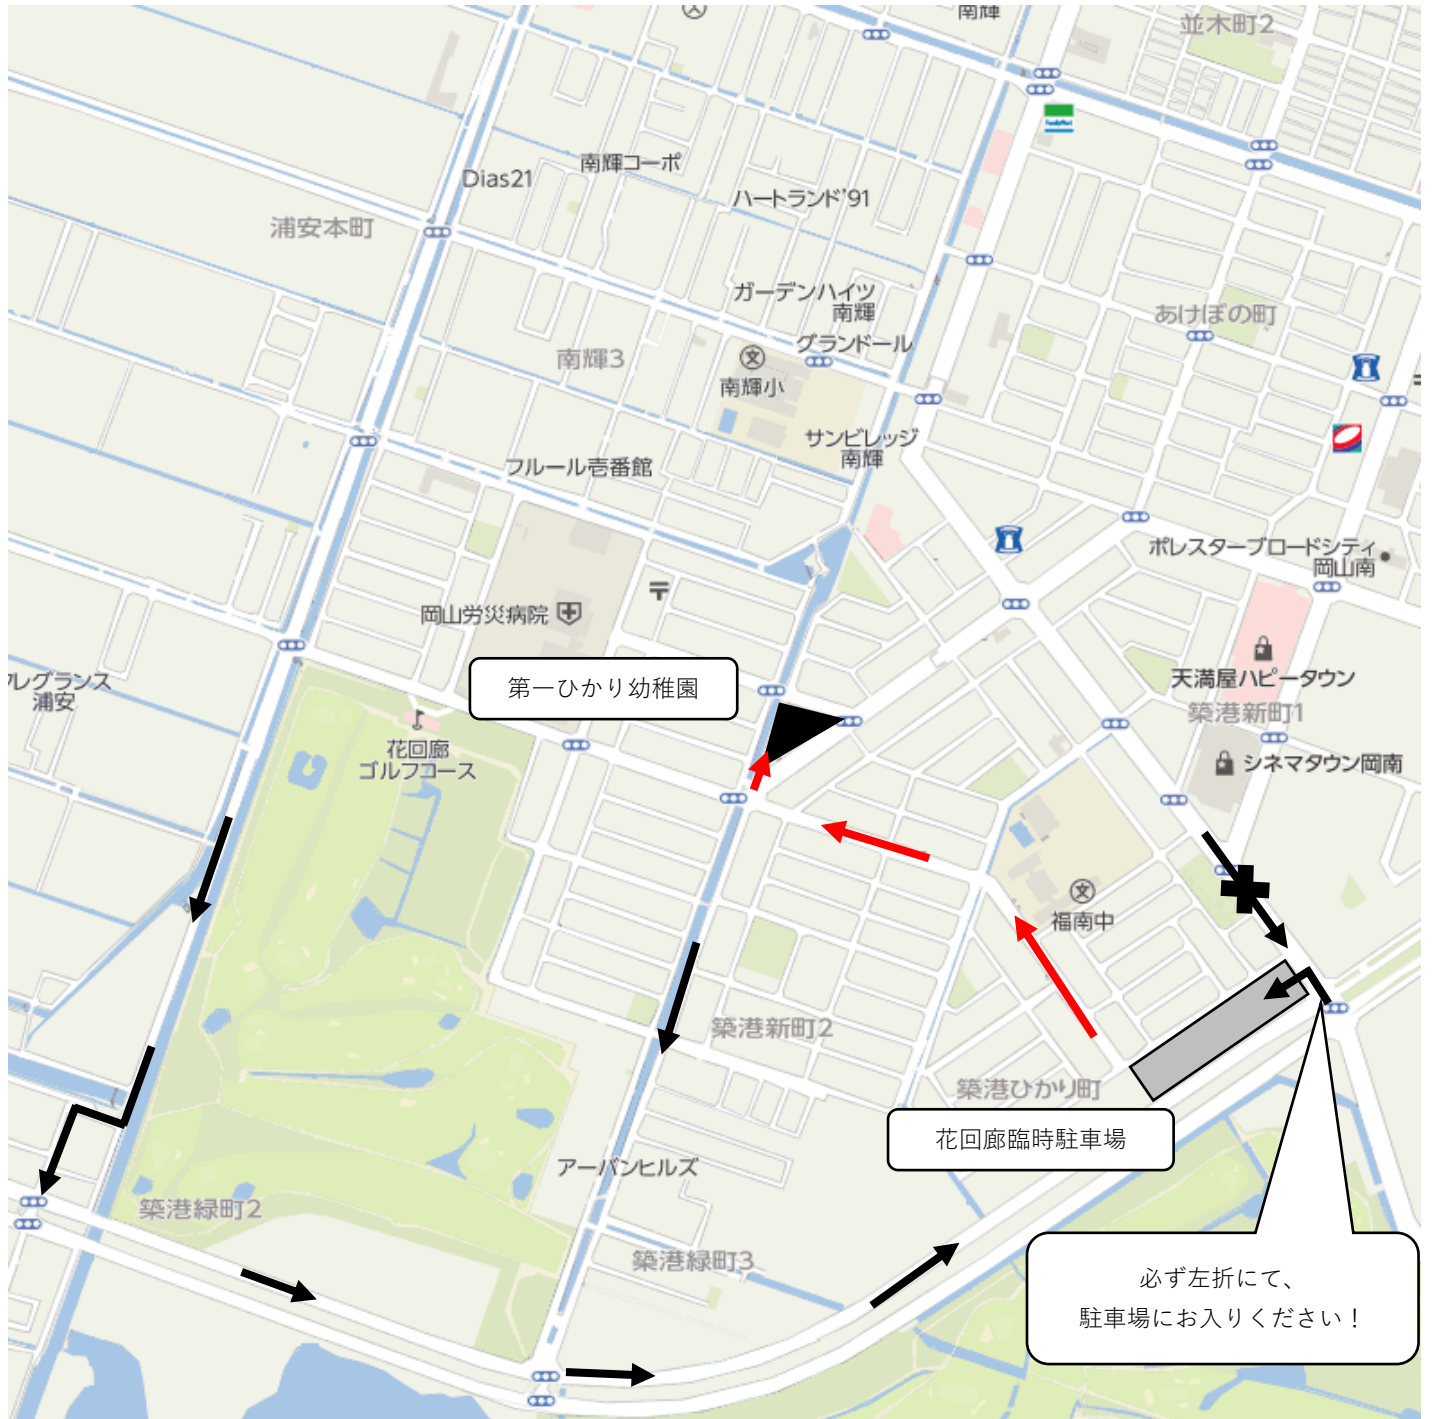 南輝
並木町2
FamilyMart
南輝コーポ
Dias21
ハートランド'91
浦安本町
ガーデンハイツ
南輝
あけぼの町
グランドール
南輝3
文
南輝小
サンビレッジ
南輝
フルール壱番館
ポレスターブロードシティ
岡山南
岡山労災病院
第一ひかり幼稚園
天満屋ハピータウン
レグランス
浦安
築港新町1
花回廊
ゴルフコース
シネマタウン岡南
文
福南中
築港新町2
築港ひかり町
花回廊臨時駐車場
アーバンヒルズ
築港緑町2
築港緑町3
必ず左折にて、
駐車場にお入りください！